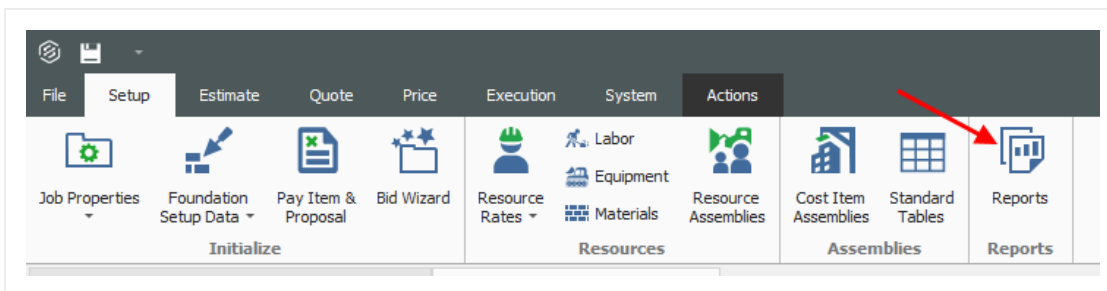 File Setup Estimate Quote Price Execution System Actions
Job Properties
Foundation
Setup Data
Pay Item &
Proposal
Bid Wizard
Initialize
Resource
Rates
Labor
Equipment
Materials
Resource
Assemblies
Resources
Cost Item
Assemblies
Standard
Tables
Assemblies
Reports
Reports